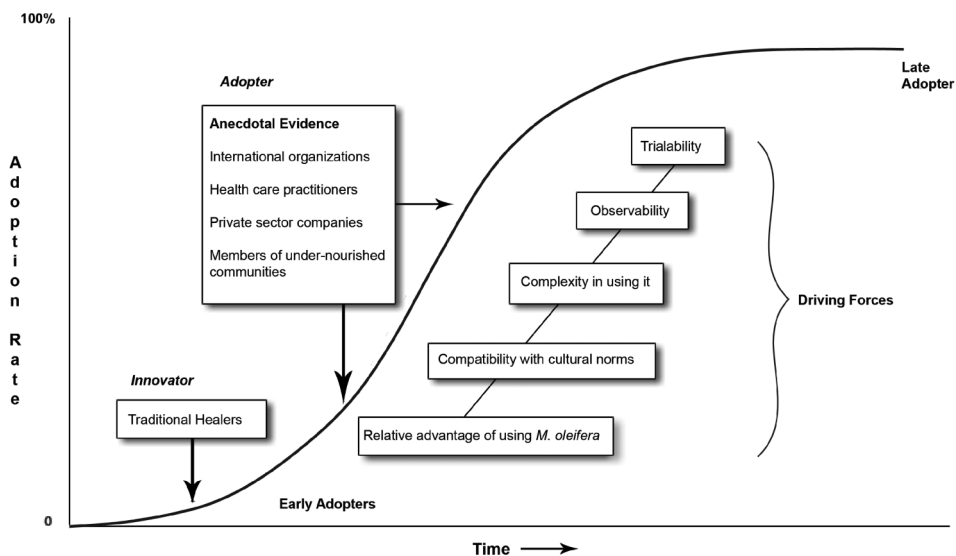 100%
Adoption Rate
0
Adopter
Anecdotal Evidence
International organizations
Health care practitioners
Private sector companies
Members of under-nourished
communities
Innovator
Traditional Healers
Early Adopters
Late
Adopter
Trialability
Observability
Complexity in using it
Compatibility with cultural norms
Relative advantage of using M. oleifera
Driving Forces
Time